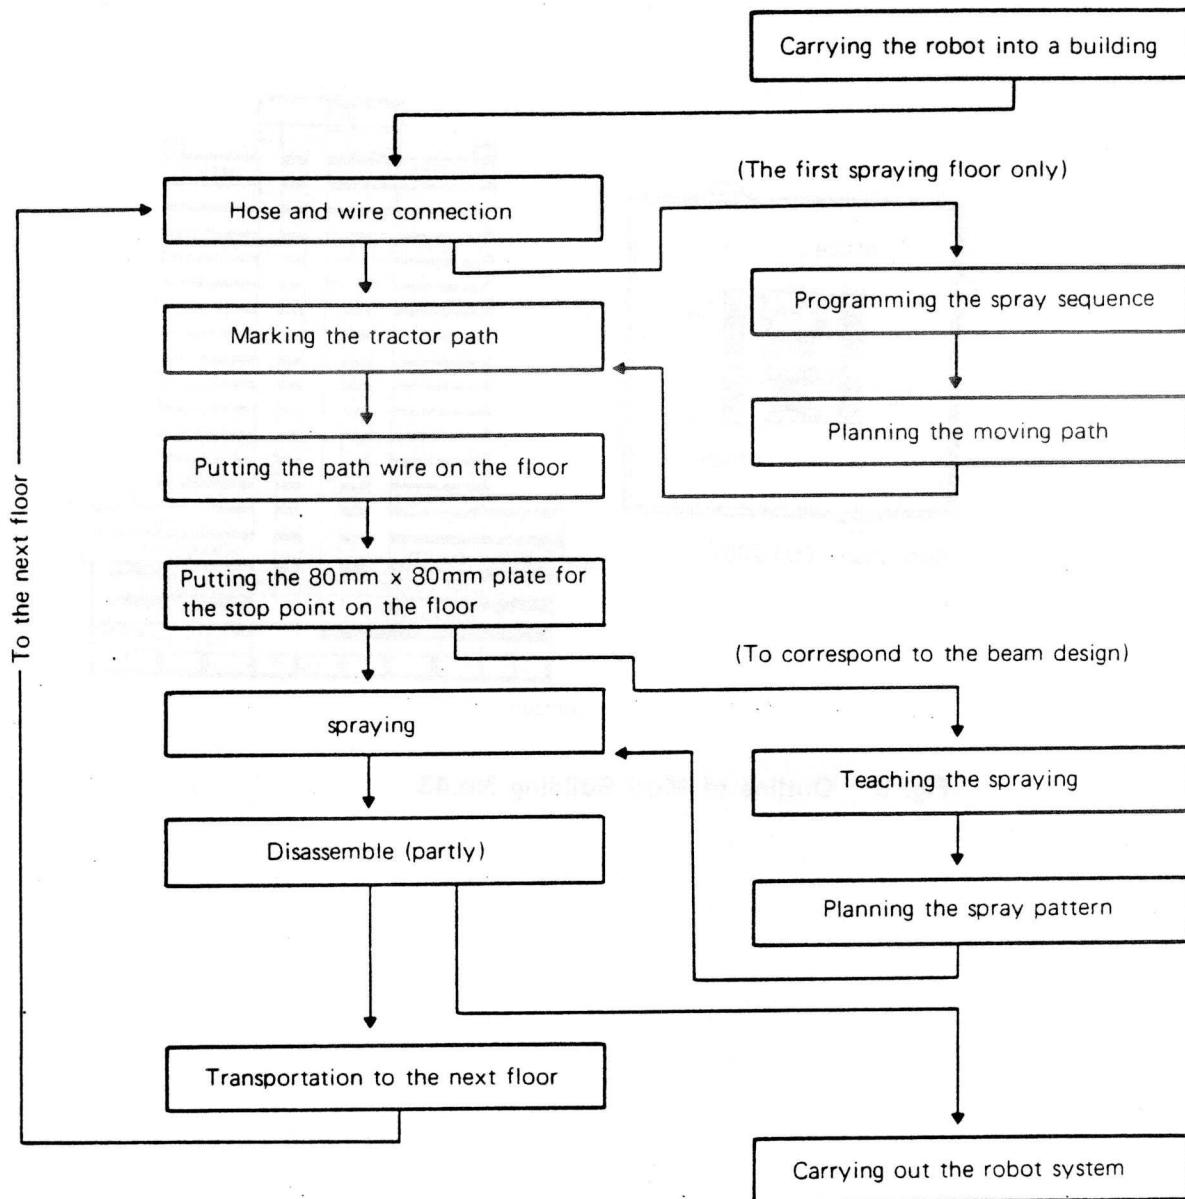 Carrying the robot into a building
(The first spraying floor only)
Hose and wire connection
Programming the spray sequence
Marking the tractor path
Planning the moving path
Putting the path wire on the floor
Putting the 80mm x 80mm plate for
the stop point on the floor
To the next floor
(To correspond to the beam design)
spraying
Teaching the spraying
Disassemble (partly)
Planning the spray pattern
Transportation to the next floor
Carrying out the robot system